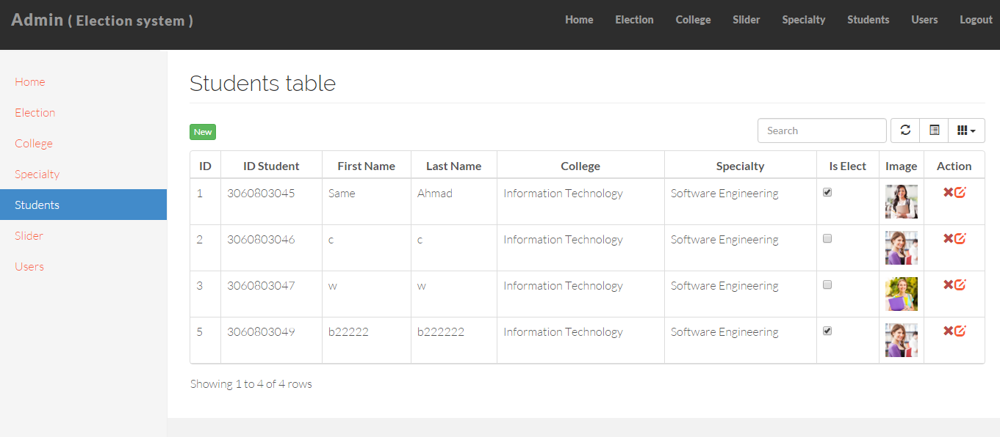 Admin ( Election system ) Home Election College Slider Specialty Students Users Logout
Home
Election
College
Specialty
Students
Slider
Users
Students table
New Search
ID ID Student First Name Last Name College Specialty Is Elect Image Action
1 3060803045 Same Ahmad Information Technology Software Engineering
2 3060803046 c c Information Technology Software Engineering
3 3060803047 w w Information Technology Software Engineering
5 3060803049 b22222 b222222 Information Technology Software Engineering
Showing 1 to 4 of 4 rows